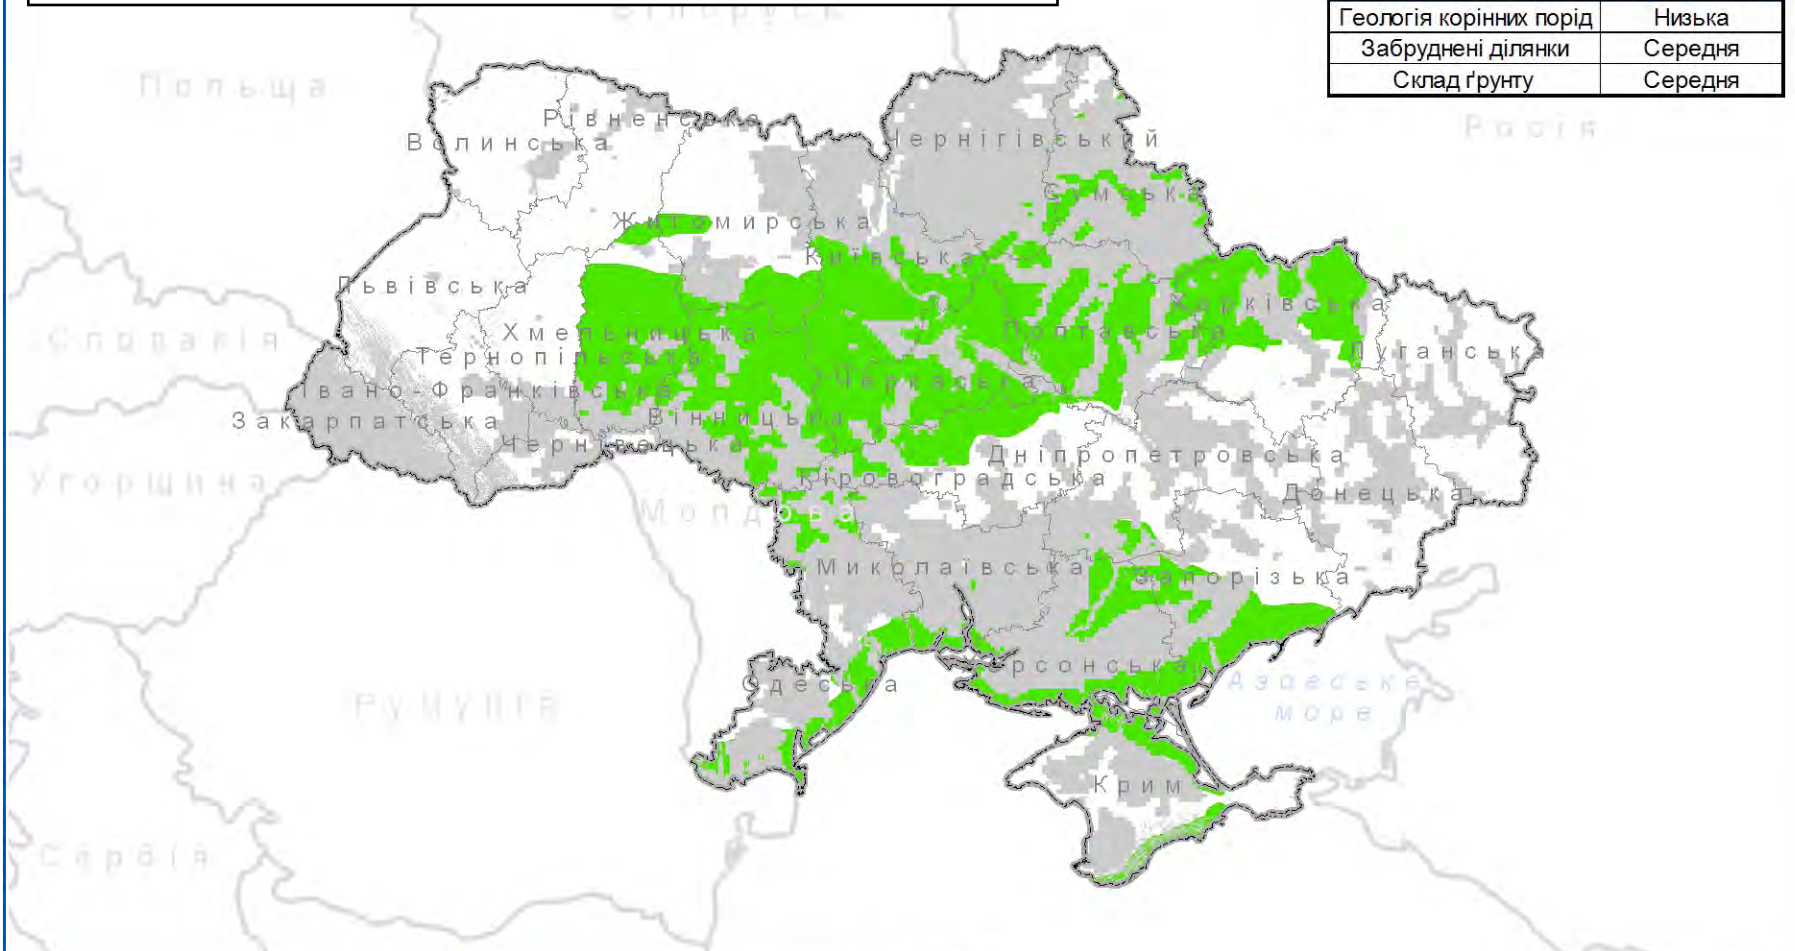 Білорусь
Геологія корінних порід Низька
Забруднені ділянки Середня
Склад ґрунту Середня
Польща
Росія
Рівненська
Волинська
Чернігівський
Сумська
Житомирська
Київська
Львівська
Харківська
Словакія
Хмельницька
Полтавська
Тернопільська
Луганська
Івано-Франківська
Черкаська
Закарпатська
Вінницька
Чернівецька
Дніпропетровська
Угорщина
Кіровоградська
Донецька
Молдова
Миколаївська
Запорізька
Херсонська
Одеська
Азовське
море
Румунія
Крим
Сербія